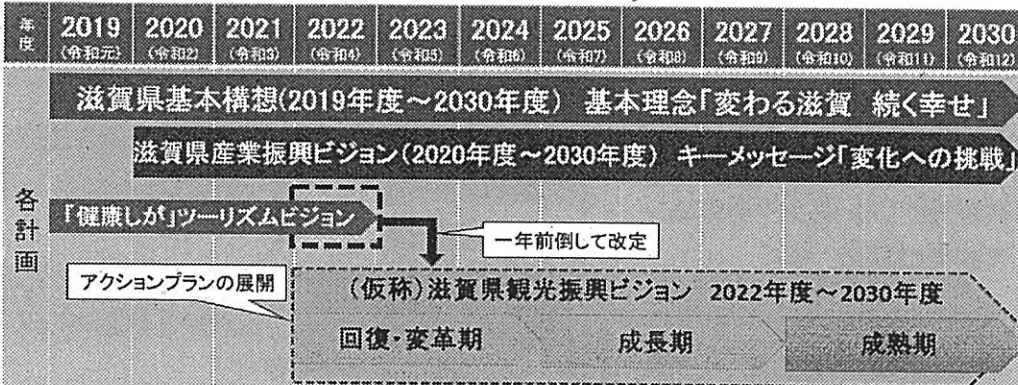 年度
2019 2020 2021 2022 2023 2024 2025 2026 2027 2028 2029 2030
(令和元) (令和2) (令和3) (令和4) (令和5) (令和6) (令和7) (令和8) (令和9) (令和10) (令和11) (令和12)
各計画
滋賀県基本構想(2019年度～2030年度) 基本理念「変わる滋賀 続く幸せ」
滋賀県産業振興ビジョン(2020年度～2030年度) キーメッセージ「変化への挑戦」
「健康しが」ツーリズムビジョン
一年前倒して改定
アクションプランの展開
(仮称)滋賀県観光振興ビジョン 2022年度～2030年度
回復・変革期 成長期 成熟期